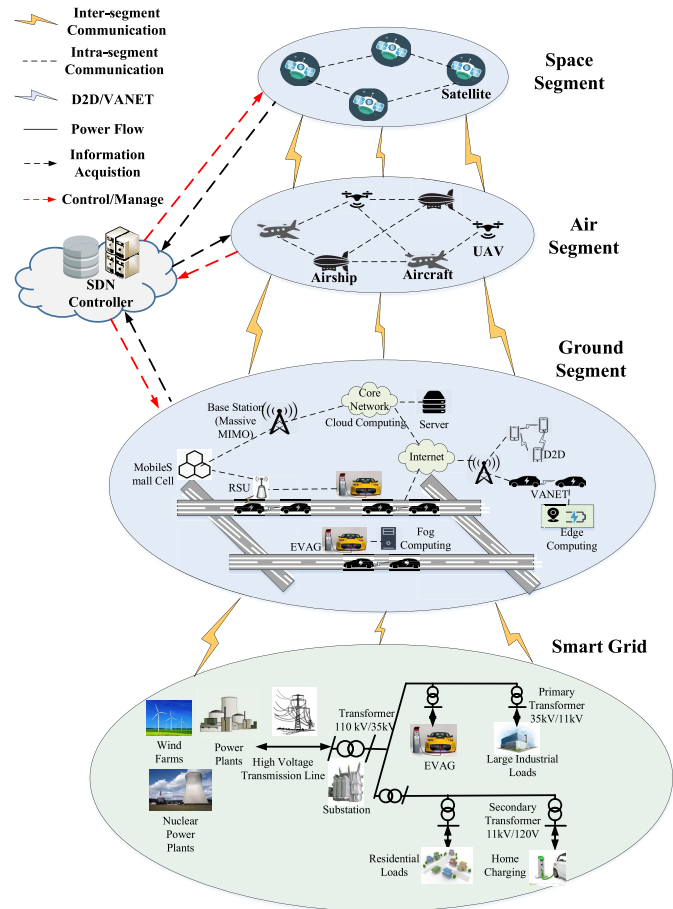 Inter-segment
Communication
Intra-segment
Communication
D2D/VANET
Power Flow
Information
Acquistion
Control/Manage
SDN
Controller
Space
Segment
Satellite
Air
Segment
UAV
Airship
Aircraft
Ground
Segment
Base Station
(Massive
MIMO)
Core
Network
Cloud Computing
Server
Internet
D2D
MobileS
mall Cell
RSU
VANET
EVAG
Fog
Computing
Edge
Computing
Smart Grid
Wind
Farms
Power
Plants
High Voltage
Transmission Line
Transformer
110 kV/35kV
Substation
Nuclear
Power
Plants
EVAG
Primary
Transformer
35kV/11kV
Large Industrial
Loads
Secondary
Transformer
11kV/120V
Residential
Loads
Home
Charging